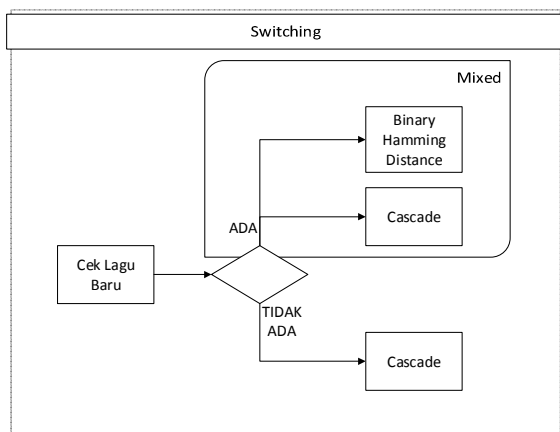 Switching
Mixed
Binary
Hamming
Distance
Cascade
ADA
Cek Lagu
Baru
TIDAK
ADA
Cascade